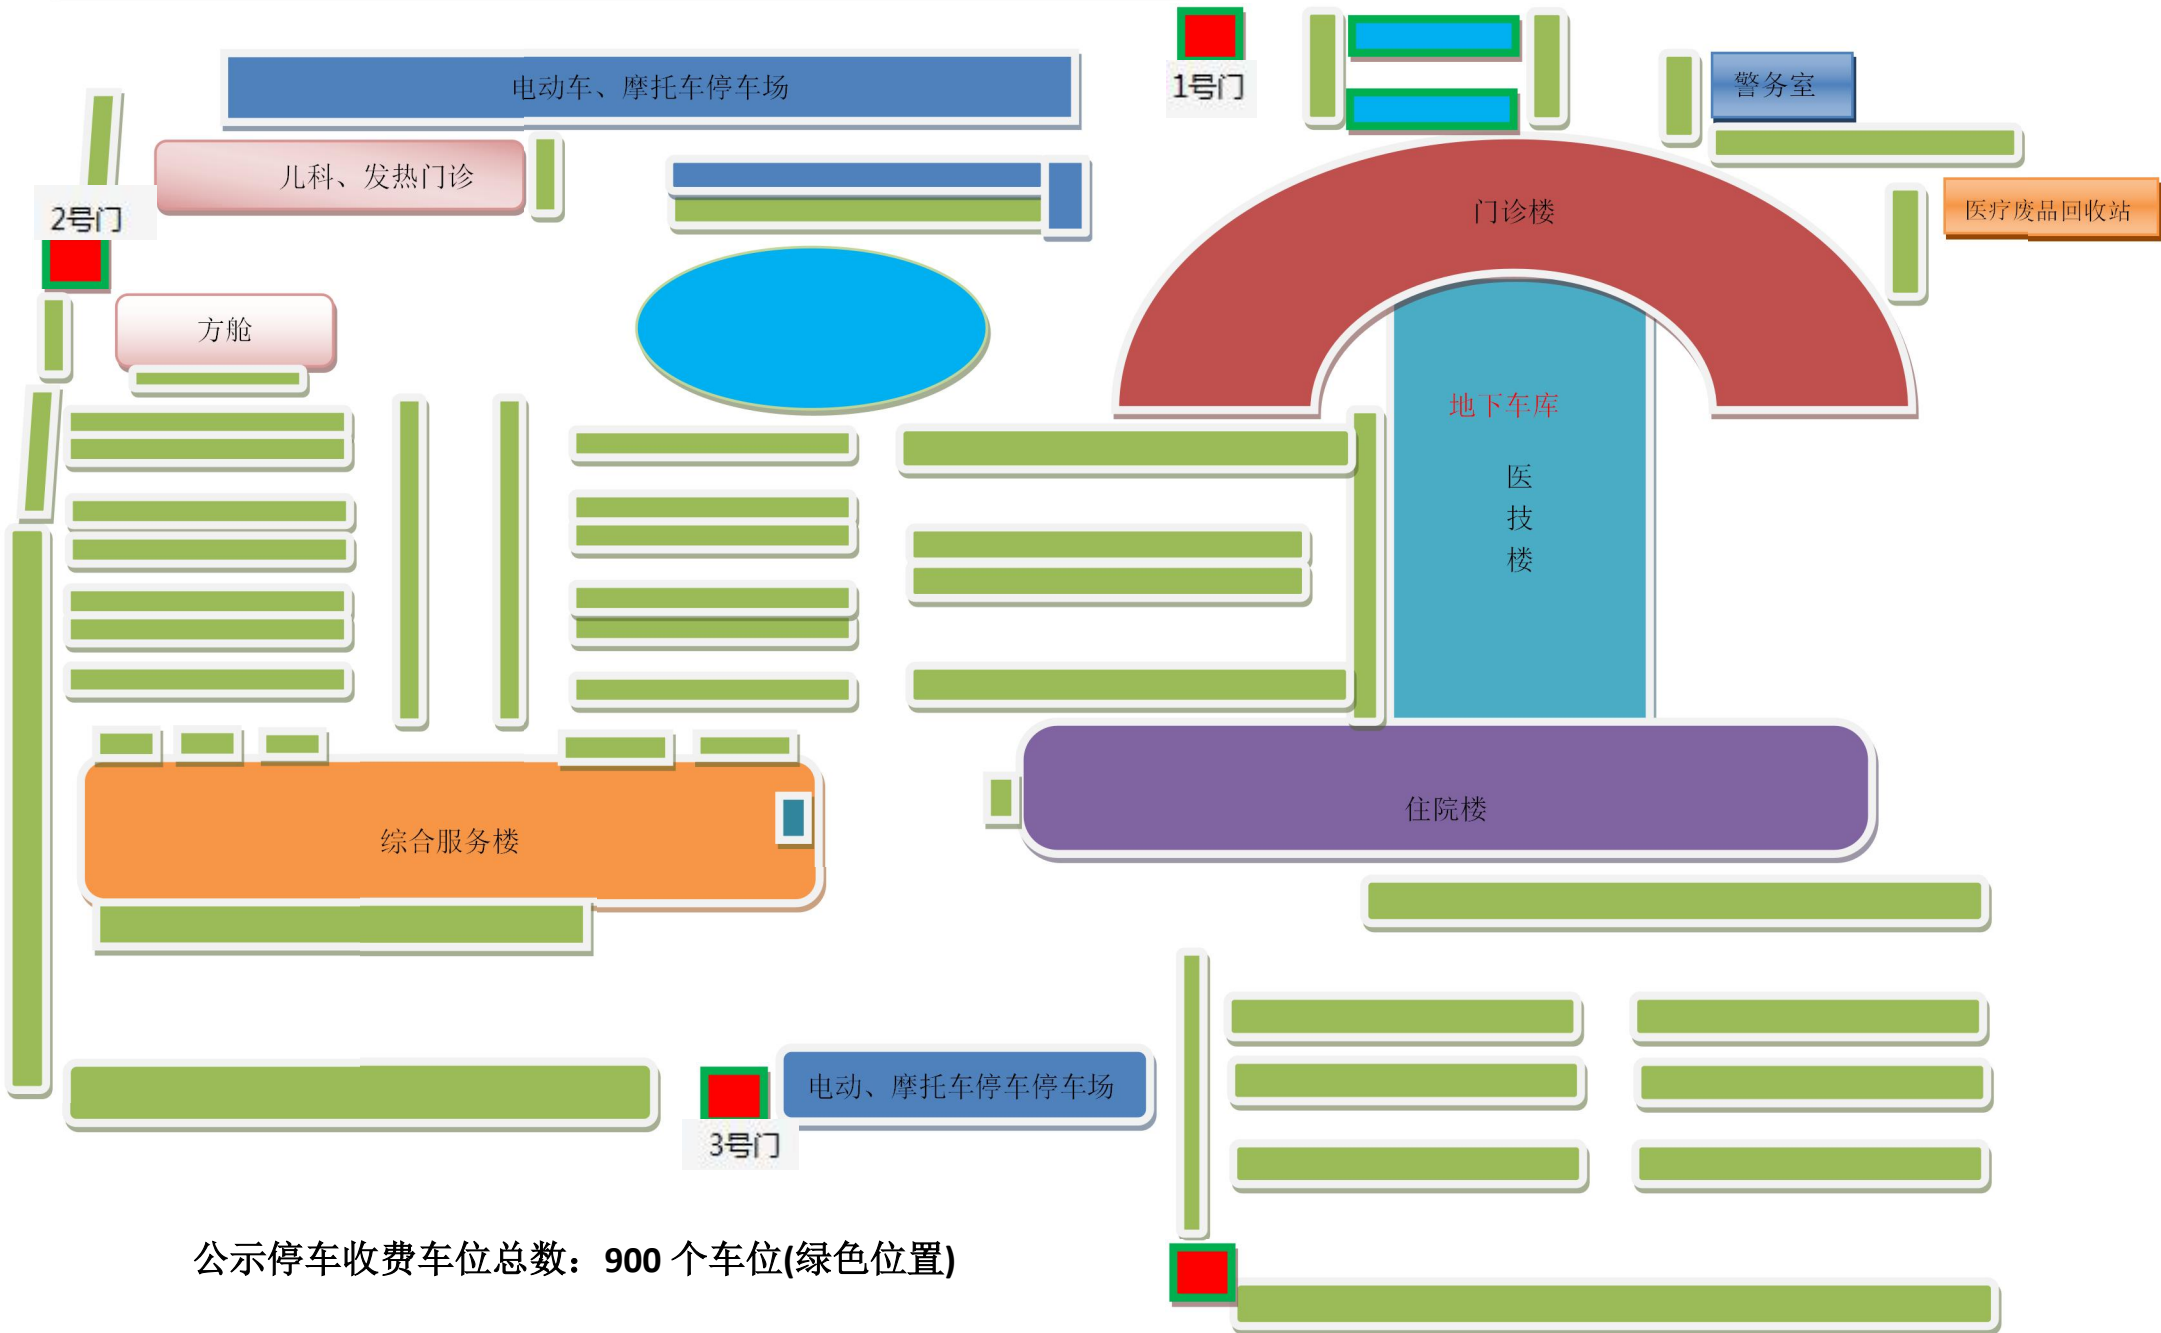 1号门
电动车、摩托车停车场
警务室
儿科、发热门诊
2号门
门诊楼
医疗废品回收站
方舱
地下车库
医
技
楼
住院楼
综合服务楼
电动、摩托车停车停车场
3号门
公示停车收费车位总数：900 个车位(绿色位置)